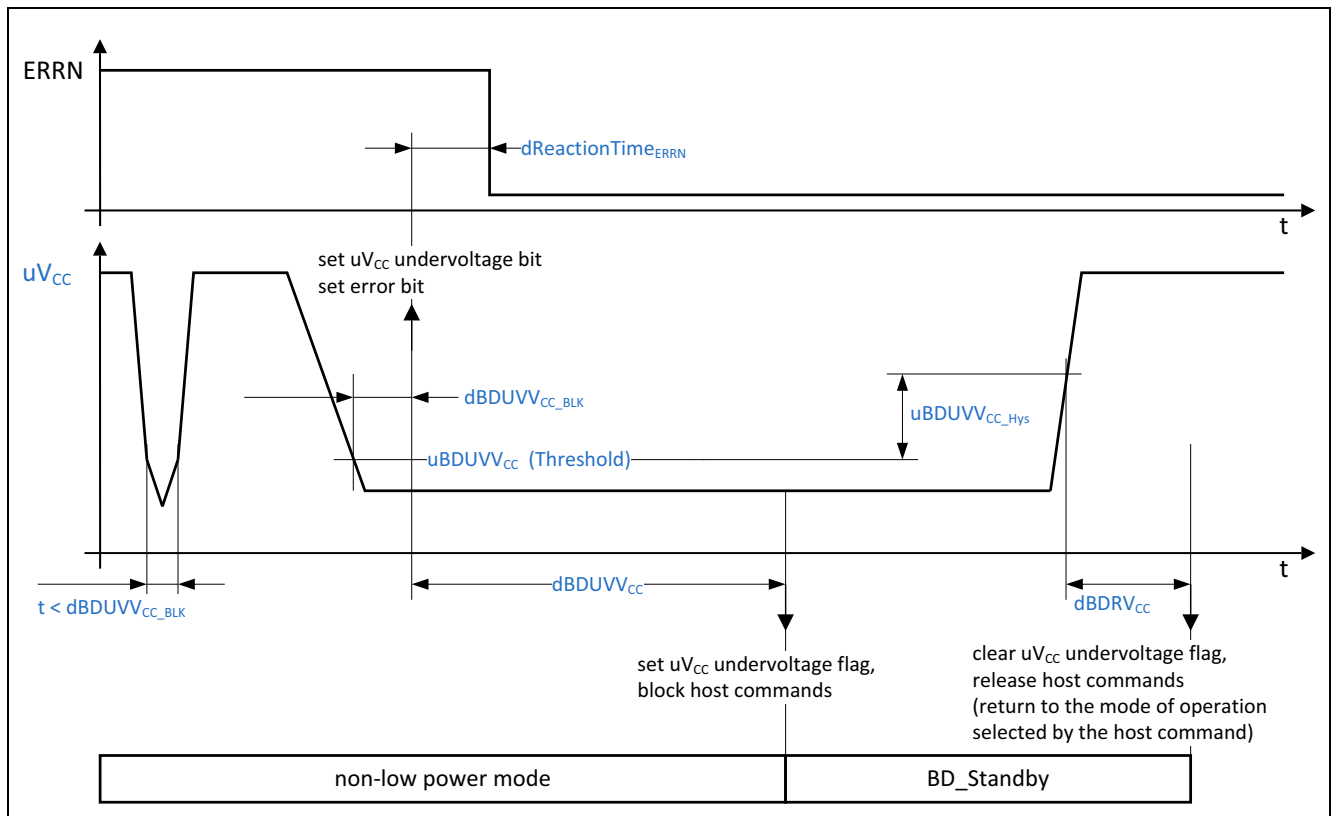 ERRN
dReactionTimeERRN
t
uVCC
set uVCC undervoltage bit
set error bit
dBDUVVCC_BLK
uBDUVVCC_Hys
uBDUVVCC (Threshold)
t
t < dBDUVVCC_BLK
dBDUVVCC
dBDRVCC
set uVCC undervoltage flag,
block host commands
clear uVCC undervoltage flag,
release host commands
(return to the mode of operation
selected by the host command)
non-low power mode
BD_Standby